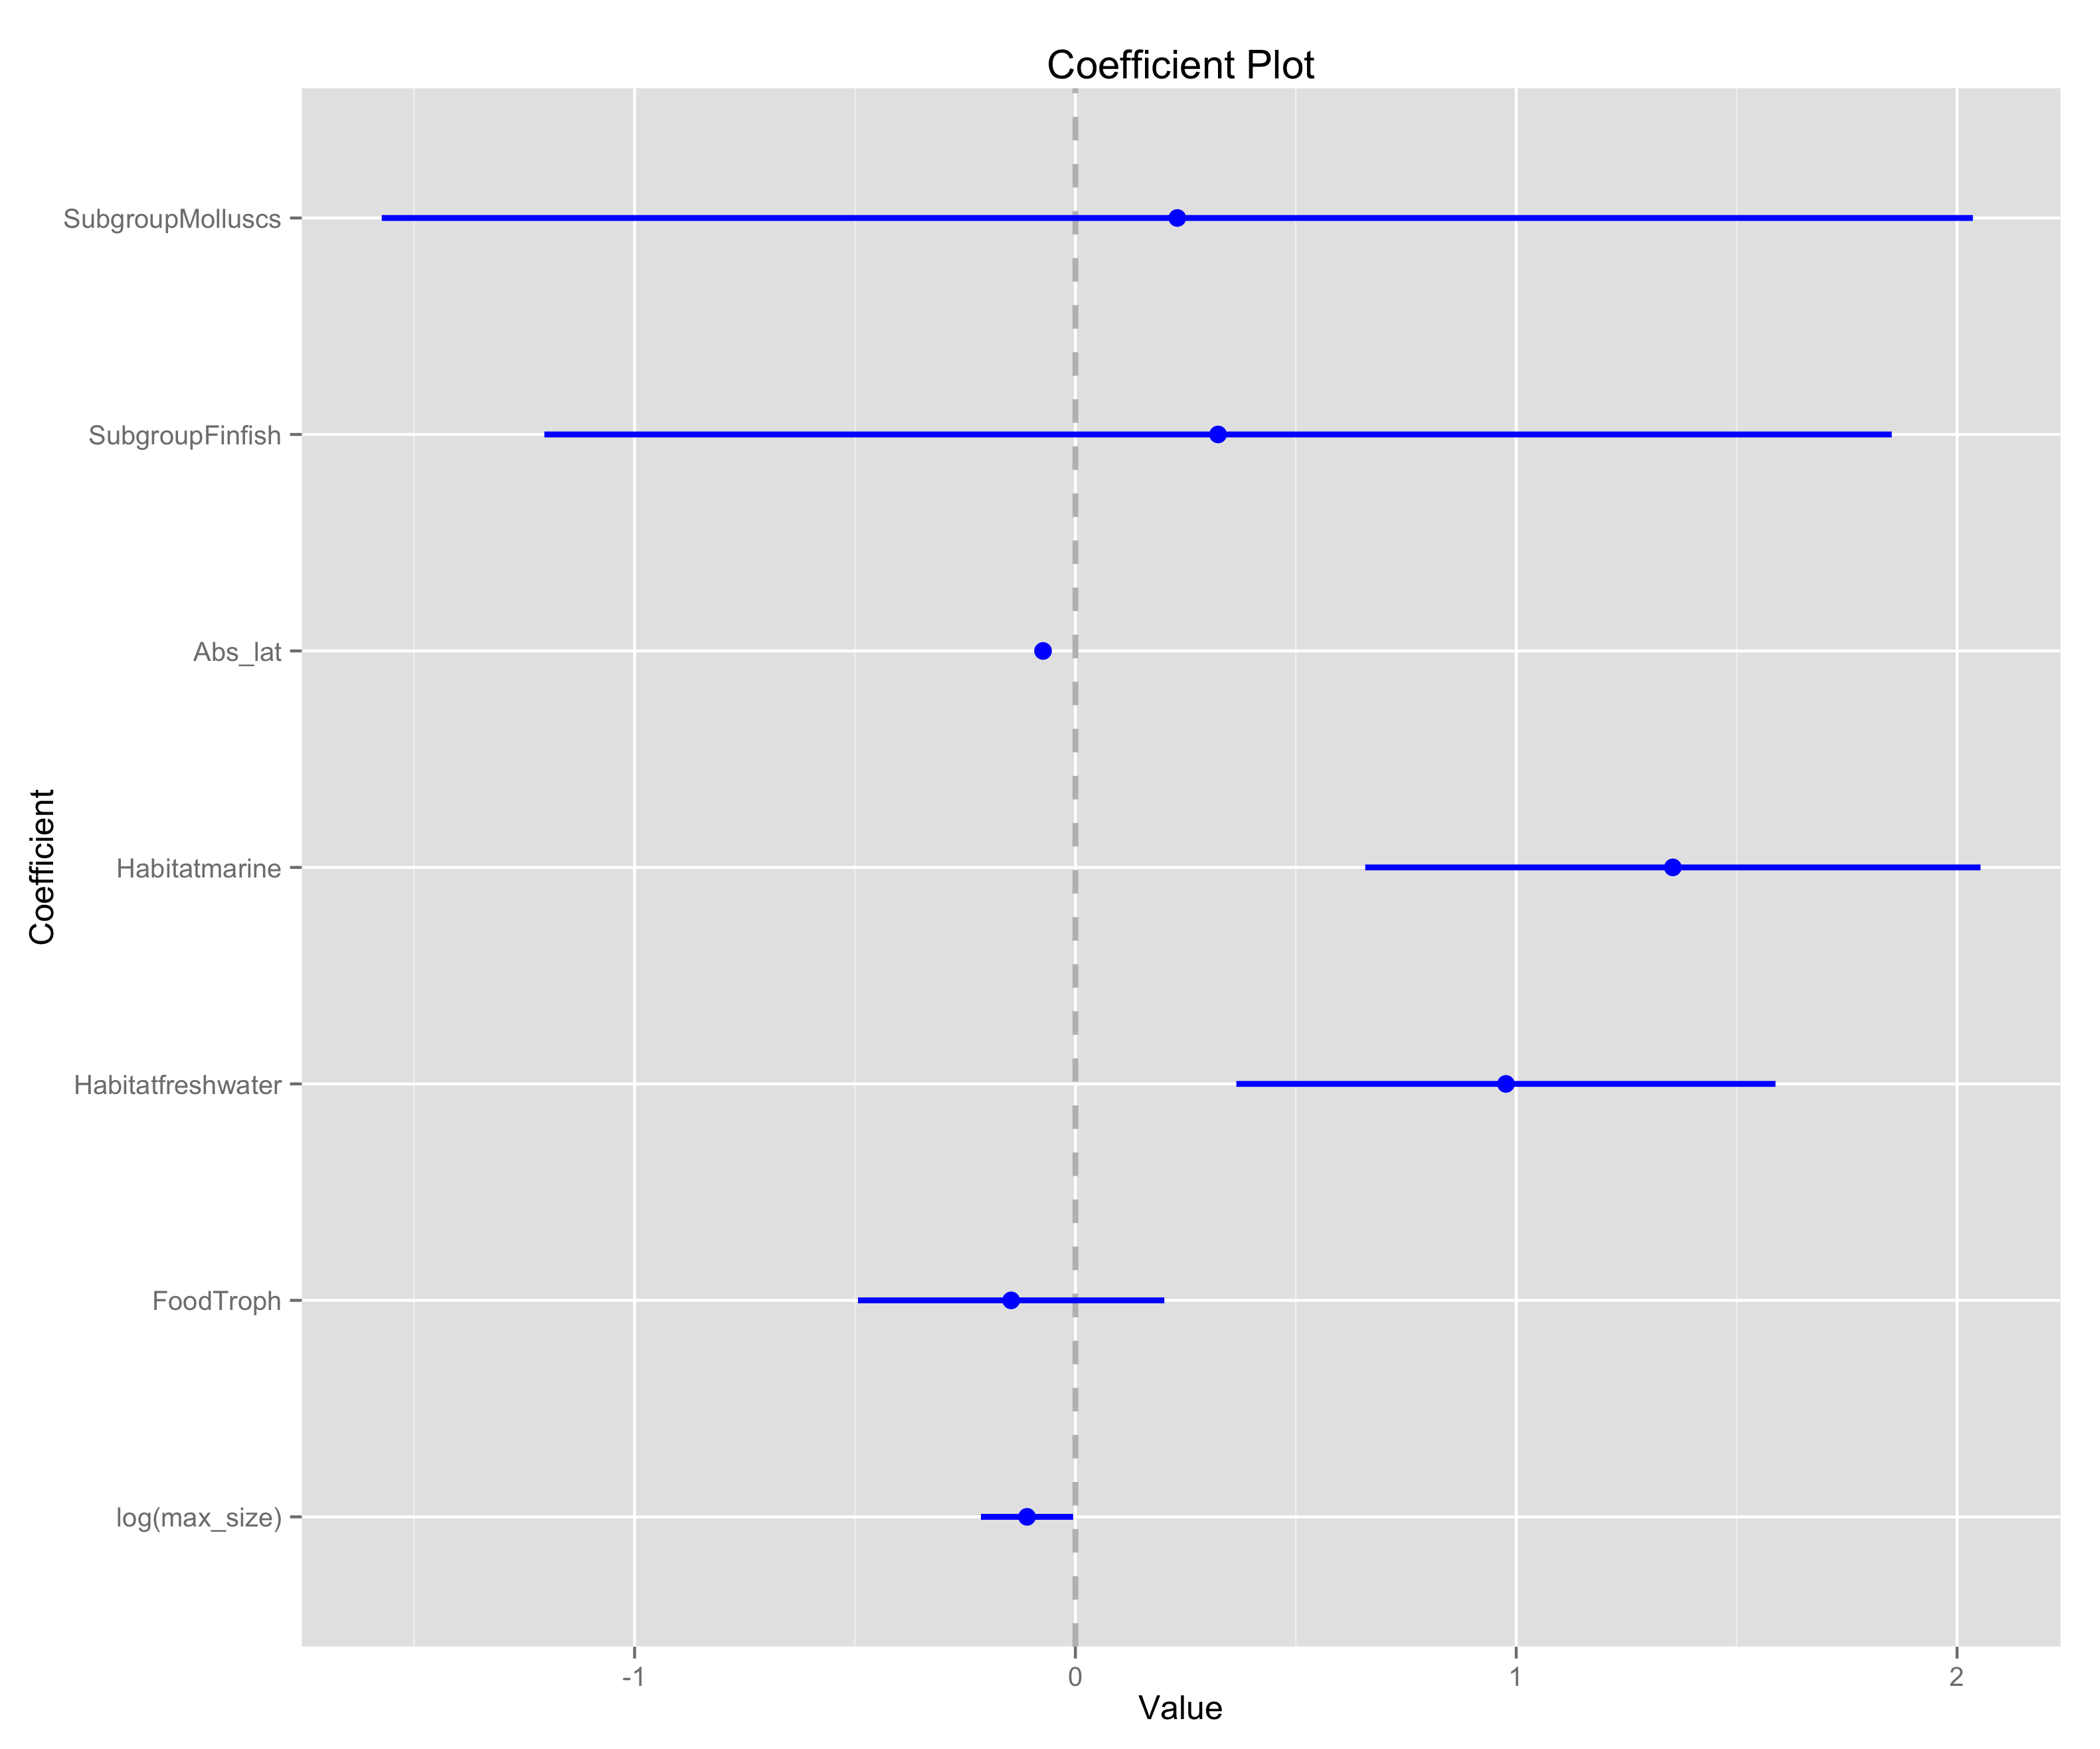 Coefficient Plot
SubgroupMolluscs
SubgroupFinfish
Abs_lat
Habitatmarine
Habitatfreshwater
FoodTroph
log(max_size)
Coefficient
-1 0 1 2
Value